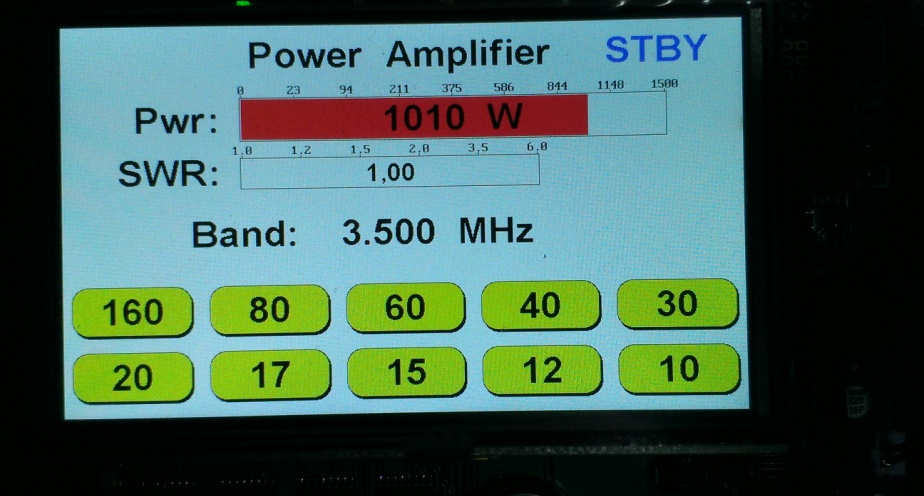 Power Amplifier STBY
0 23 94 211 375 586 844 1148 1500
Pwr: 1010 W
1,0 1,2 1,5 2,0 3,5 6,0
SWR: 1,00
Band: 3.500 MHz
160 80 60 40 30
20 17 15 12 10